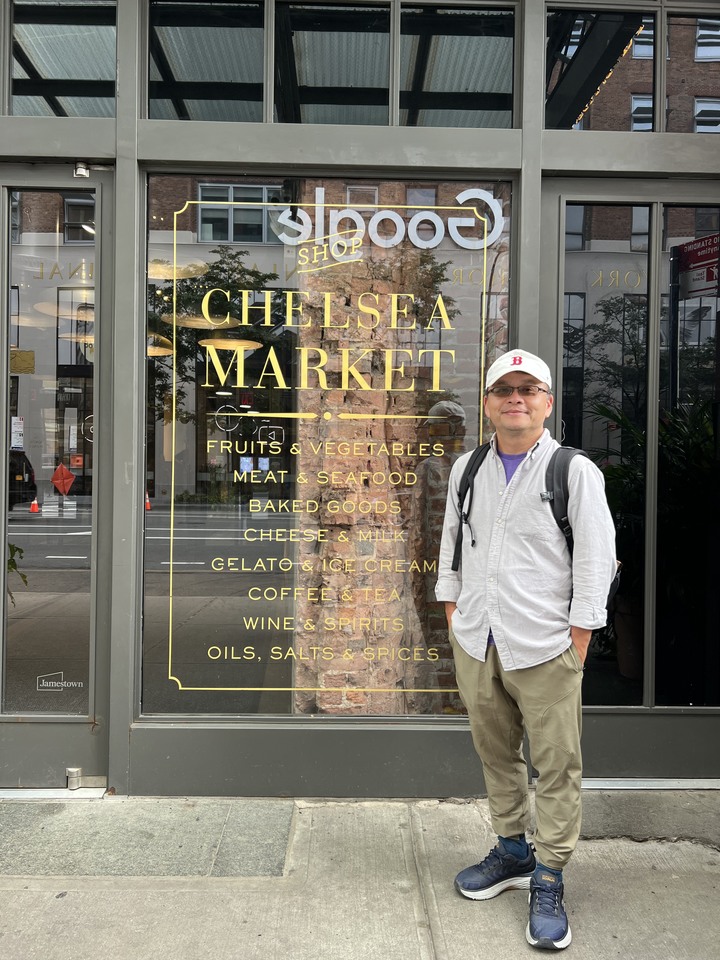 Google
SHOP
CHELSEA
MARKET
FRUITS & VEGETABLES
MEAT & SEAFOOD
BAKED GOODS
CHEESE & MILK
GELATO & ICE CREAM
COFFEE & TEA
WINE & SPIRITS
OILS, SALTS & SPICES
B
Jamestown